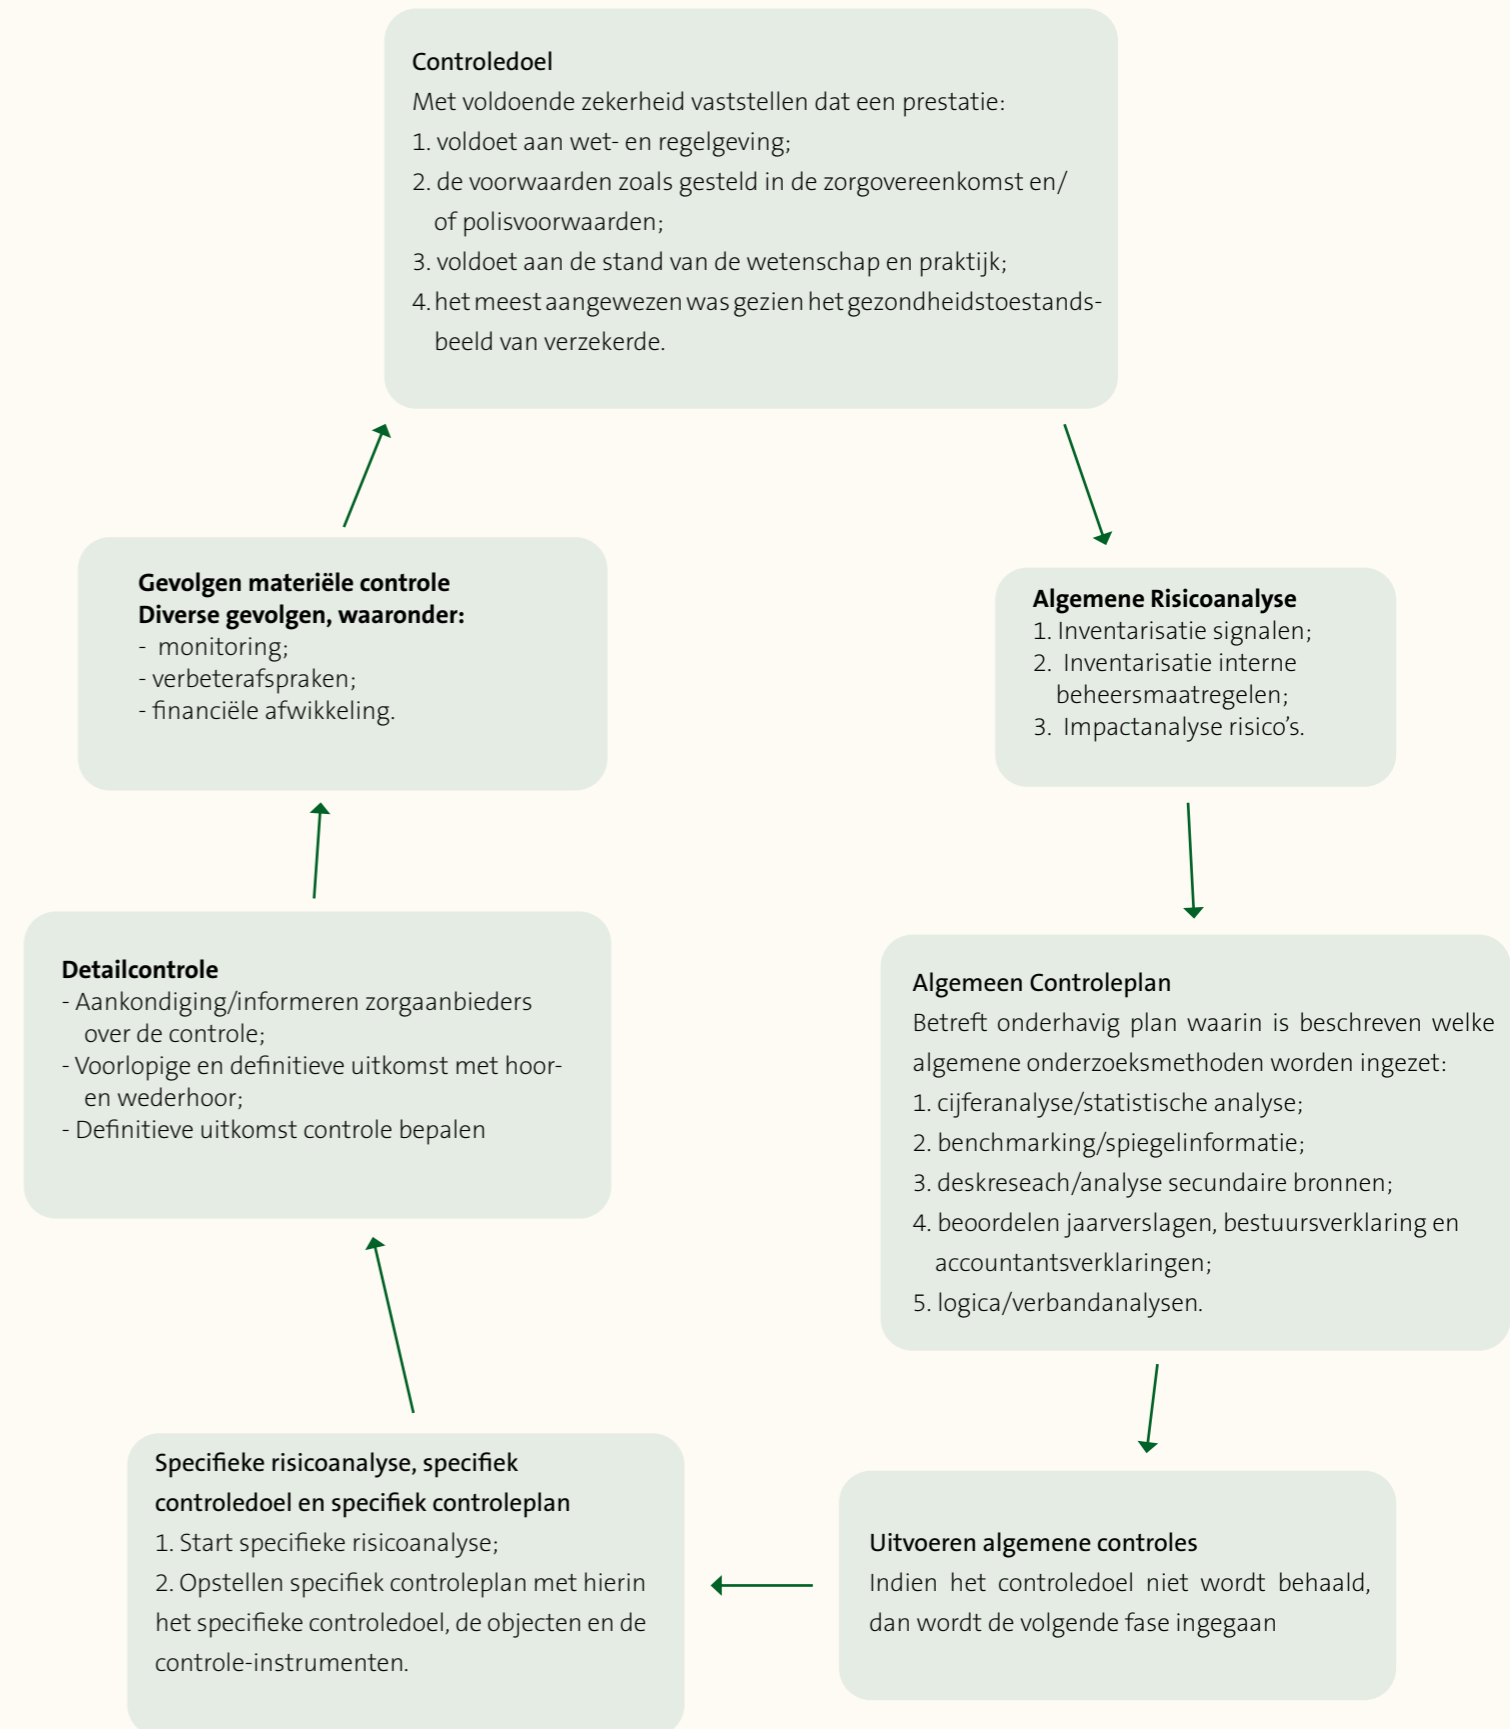 Controledoel
Met voldoende zekerheid vaststellen dat een prestatie:
1. voldoet aan wet- en regelgeving;
2. de voorwaarden zoals gesteld in de zorgovereenkomst en/
of polisvoorwaarden;
3. voldoet aan de stand van de wetenschap en praktijk;
4. het meest aangewezen was gezien het gezondheidstoestands-
beeld van verzekerde.
Algemene Risicoanalyse
1. Inventarisatie signalen;
2. Inventarisatie interne
beheersmaatregelen;
3. Impactanalyse risico’s.
Algemeen Controleplan
Betreft onderhavig plan waarin is beschreven welke
algemene onderzoeksmethoden worden ingezet:
1. cijferanalyse/statistische analyse;
2. benchmarking/spiegelinformatie;
3. deskreseach/analyse secundaire bronnen;
4. beoordelen jaarverslagen, bestuursverklaring en
accountantsverklaringen;
5. logica/verbandanalysen.
Uitvoeren algemene controles
Indien het controledoel niet wordt behaald,
dan wordt de volgende fase ingegaan
Specifieke risicoanalyse, specifiek
controledoel en specifiek controleplan
1. Start specifieke risicoanalyse;
2. Opstellen specifiek controleplan met hierin
het specifieke controledoel, de objecten en de
controle-instrumenten.
Detailcontrole
- Aankondiging/informeren zorgaanbieders
over de controle;
- Voorlopige en definitieve uitkomst met hoor-
en wederhoor;
- Definitieve uitkomst controle bepalen
Gevolgen materiële controle
Diverse gevolgen, waaronder:
- monitoring;
- verbeterafspraken;
- financiële afwikkeling.